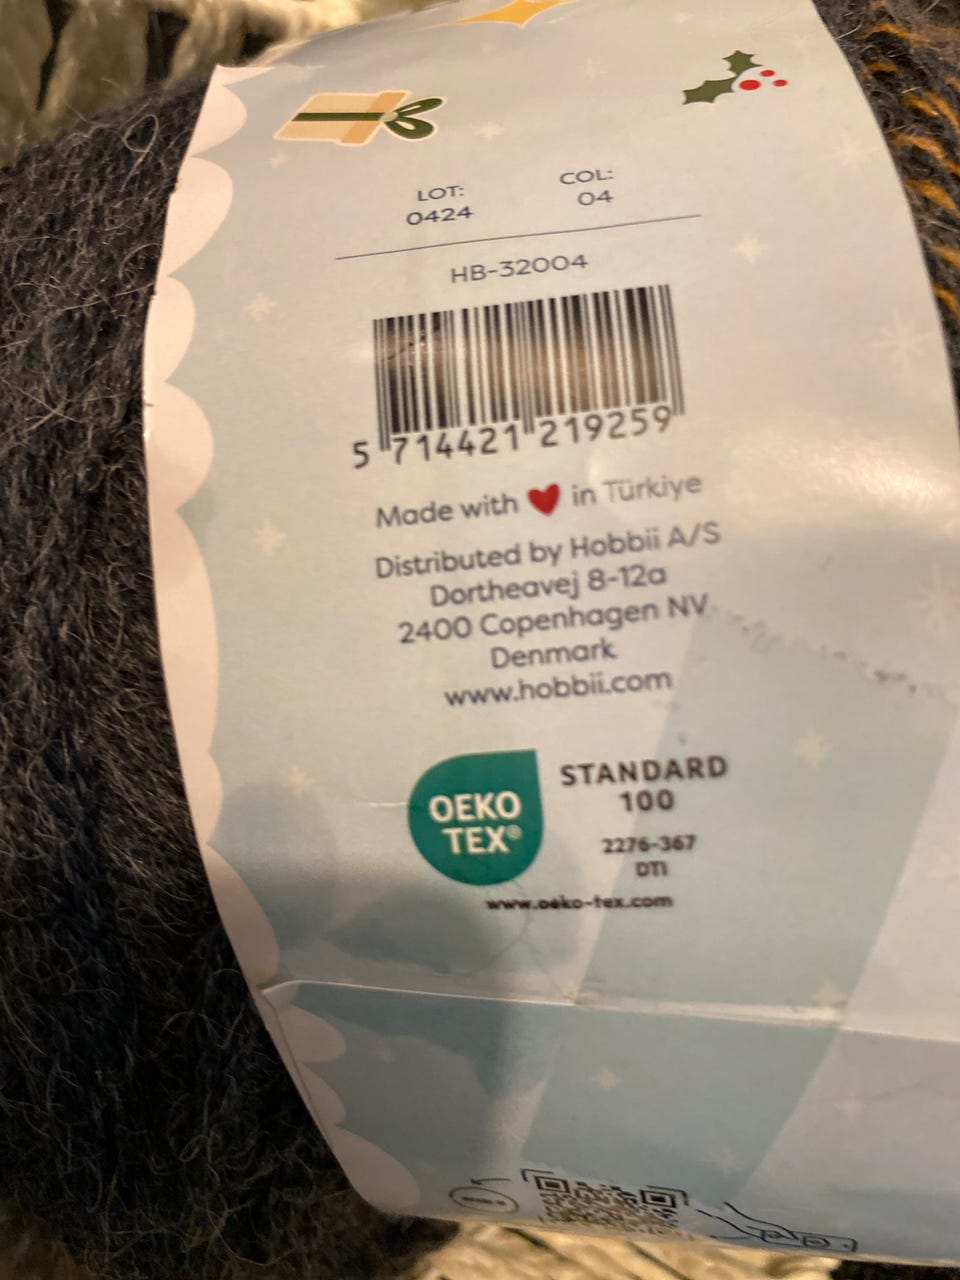 LOT:
0424
COL:
04
HB-32004
5 714421 219259
Made with ❤ in Türkiye
Distributed by Hobbii A/S
Dortheavej 8-12a
2400 Copenhagen NV
Denmark
www.hobbii.com
OEKO
TEX®
STANDARD
100
2276-367
DTI
www.oeko-tex.com